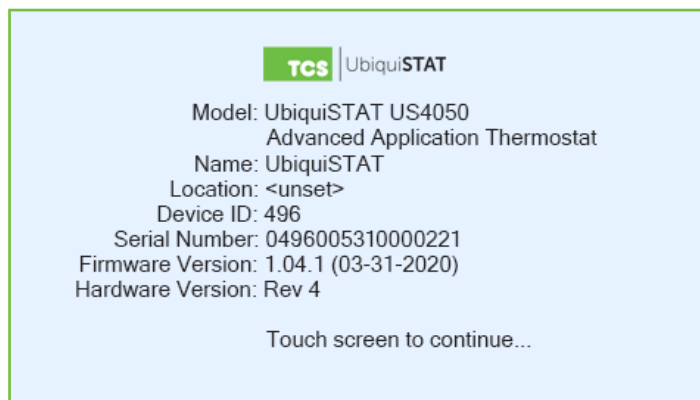 TCS UbiquiSTAT
Model: UbiquiSTAT US4050
Advanced Application Thermostat
Name: UbiquiSTAT
Location: <unset>
Device ID: 496
Serial Number: 0496005310000221
Firmware Version: 1.04.1 (03-31-2020)
Hardware Version: Rev 4
Touch screen to continue...